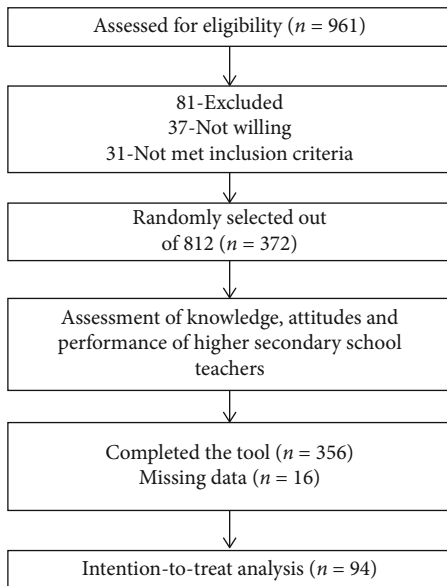 Assessed for eligibility (n = 961)
81-Excluded
37-Not willing
31-Not met inclusion criteria
Randomly selected out
of 812 (n = 372)
Assessment of knowledge, attitudes and
performance of higher secondary school
teachers
Completed the tool (n = 356)
Missing data (n = 16)
Intention-to-treat analysis (n = 94)